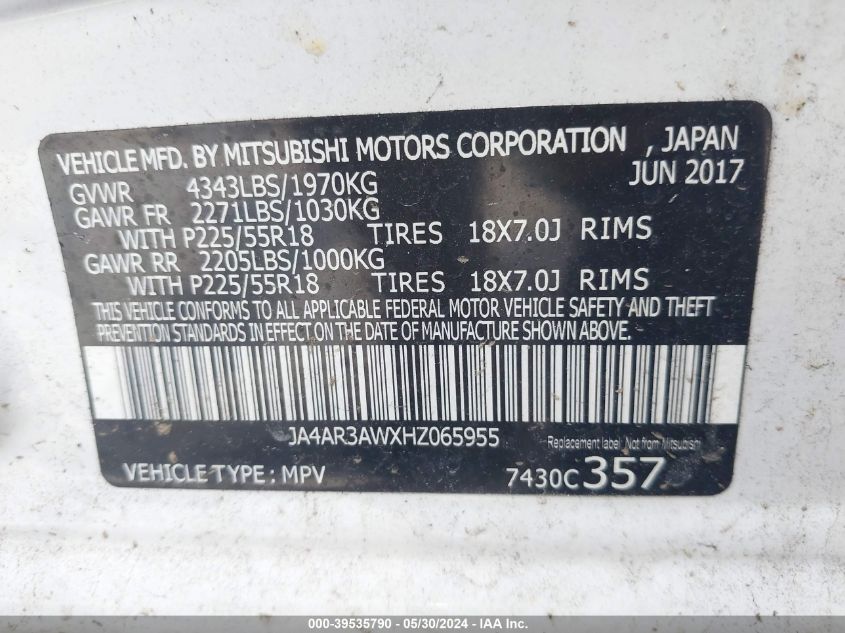 VEHICLE MFD. BY MITSUBISHI MOTORS CORPORATION , JAPAN
JUN 2017
GVWR 4343LBS/1970KG
GAWR FR 2271LBS/1030KG
WITH P225/55R18 TIRES 18X7.0J RIMS
GAWR RR 2205LBS/1000KG
WITH P225/55R18 TIRES 18X7.0J RIMS
THIS VEHICLE CONFORMS TO ALL APPLICABLE FEDERAL MOTOR VEHICLE SAFETY AND THEFT
PREVENTION STANDARDS IN EFFECT ON THE DATE OF MANUFACTURE SHOWN ABOVE.
JA4AR3AWXHZ065955
Replacement label: Not Mitsubishi
VEHICLE TYPE : MPV
7430C 357
000-39535790 - 05/30/2024 - IAA Inc.